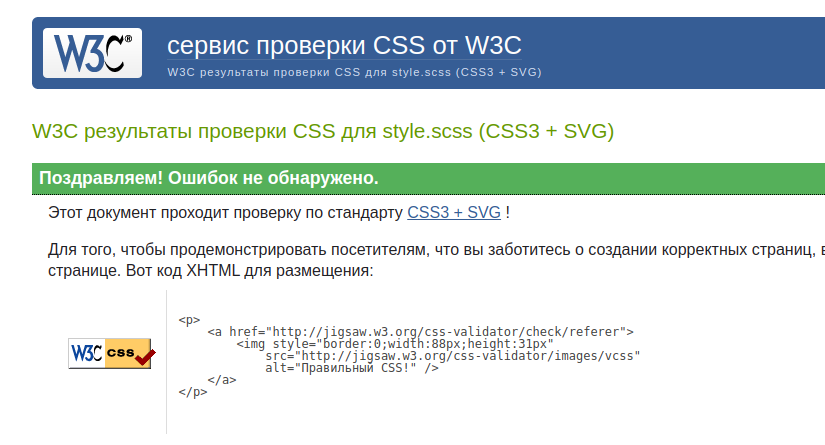 W3C®
сервис проверки CSS от W3C
W3C результаты проверки CSS для style.scss (CSS3 + SVG)
W3C результаты проверки CSS для style.scss (CSS3 + SVG)
Поздравляем! Ошибок не обнаружено.
Этот документ проходит проверку по стандарту CSS3 + SVG !
Для того, чтобы продемонстрировать посетителям, что вы заботитесь о создании корректных страниц,
странице. Вот код XHTML для размещения:
<p>
<a href="http://jigsaw.w3.org/css-validator/check/referer">
<img style="border:0;width:88px;height:31px"
src="http://jigsaw.w3.org/css-validator/images/vcss"
alt="Правильный CSS!" />
</a>
</p>
W3C css